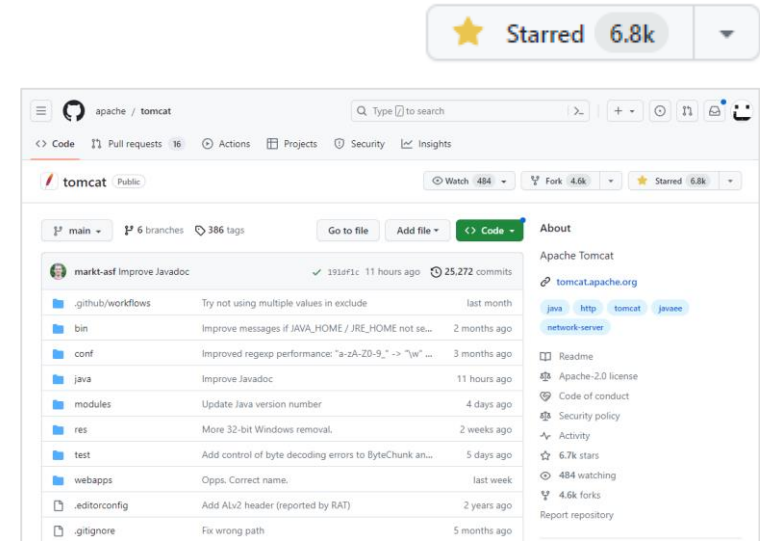 Starred 6.8k
apache / tomcat Type / to search
Code Pull requests 16 Actions Projects Security Insights
tomcat Public Watch 484 Fork 4.6k Starred 6.8k
main 6 branches 386 tags Go to file Add file Code
markt-asf Improve Javadoc 191df1c 11 hours ago 25,272 commits
.github/workflows Try not using multiple values in exclude last month
bin Improve messages if JAVA_HOME / JRE_HOME not se... 2 months ago
conf Improved regexp performance: "a-zA-Z0-9_" -> "\w" ... 3 months ago
java Improve Javadoc 11 hours ago
modules Update Java version number 4 days ago
res More 32-bit Windows removal. 2 weeks ago
test Add control of byte decoding errors to ByteChunk an... 5 days ago
webapps Opps. Correct name. last week
.editorconfig Add ALv2 header (reported by RAT) 2 years ago
.gitignore Fix wrong path 5 months ago
About
Apache Tomcat
tomcat.apache.org
java http tomcat javaee
network-server
Readme
Apache-2.0 license
Code of conduct
Security policy
Activity
6.7k stars
484 watching
4.6k forks
Report repository